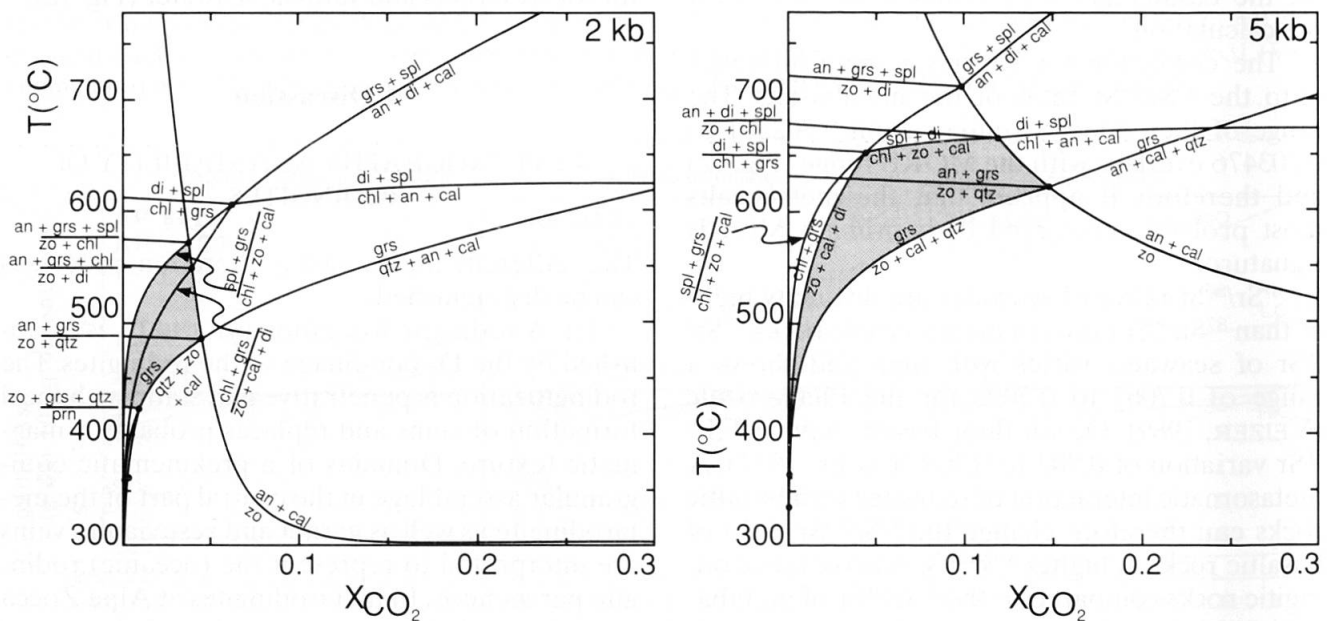 2 kb
T(°C)
700
600
500
400
300
0.1
0.2
0.3
XCO2
grs + spl
an + di + cal
di + spl
chl + grs
di + spl
chl + an + cal
an + grs + spl
zo + chl
an + grs + chl
zo + di
spl + grs
chl + zo + cal
grs
qtz + an + cal
an + grs
zo + qtz
grs
qtz + zo
+ cal
chl + grs
zo + cal + di
zo + grs + qtz
prn
an + cal
zo
5 kb
T(°C)
700
600
500
400
300
0.1
0.2
0.3
XCO2
an + grs + spl
zo + di
grs + spl
an + di + cal
an + di + spl
zo + chl
di + spl
chl + grs
spl + di
chl + zo + cal
di + spl
chl + an + cal
grs
an + cal + qtz
an + grs
zo + qtz
spl + grs
chl + zo + cal
chl + grs
zo + cal + di
grs
zo + cal + qtz
an + cal
zo